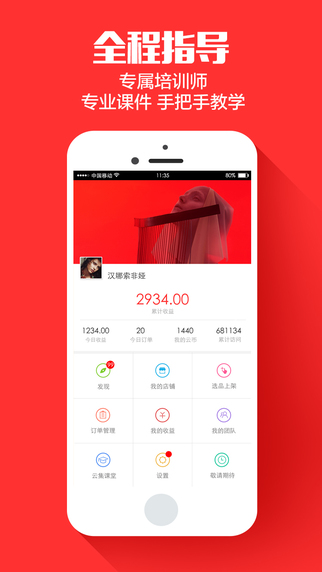 全程指导
专属培训师
专业课件 手把手教学
中国移动 11:35 80%
汉娜索非娅
2934.00
累计收益
1234.00 20 1440 681134
今日收益 今日订单 我的云币 累计访问
99
发现 我的店铺 选品上架
订单管理 我的收益 我的团队
云集课堂 设置 敬请期待